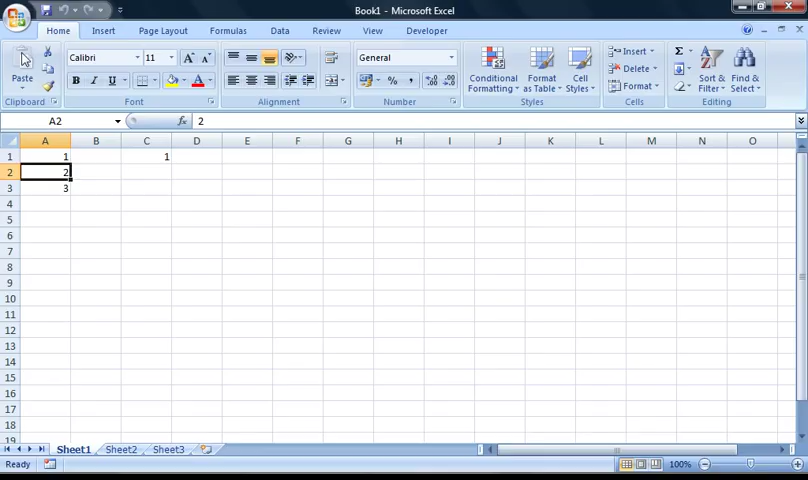 Book1 - Microsoft Excel
Home Insert Page Layout Formulas Data Review View Developer
Calibri 11 General Insert Σ
Paste B I U $ % , Conditional Formatting Format as Table Cell Styles Delete Format Sort & Filter Find & Select
Clipboard Font Alignment Number Styles Cells Editing
A2 fx 2
A B C D E F G H I J K L M N O
1 1 1
2 2
3 3
4
5
6
7
8
9
10
11
12
13
14
15
16
17
18
19
Sheet1 Sheet2 Sheet3
Ready 100%